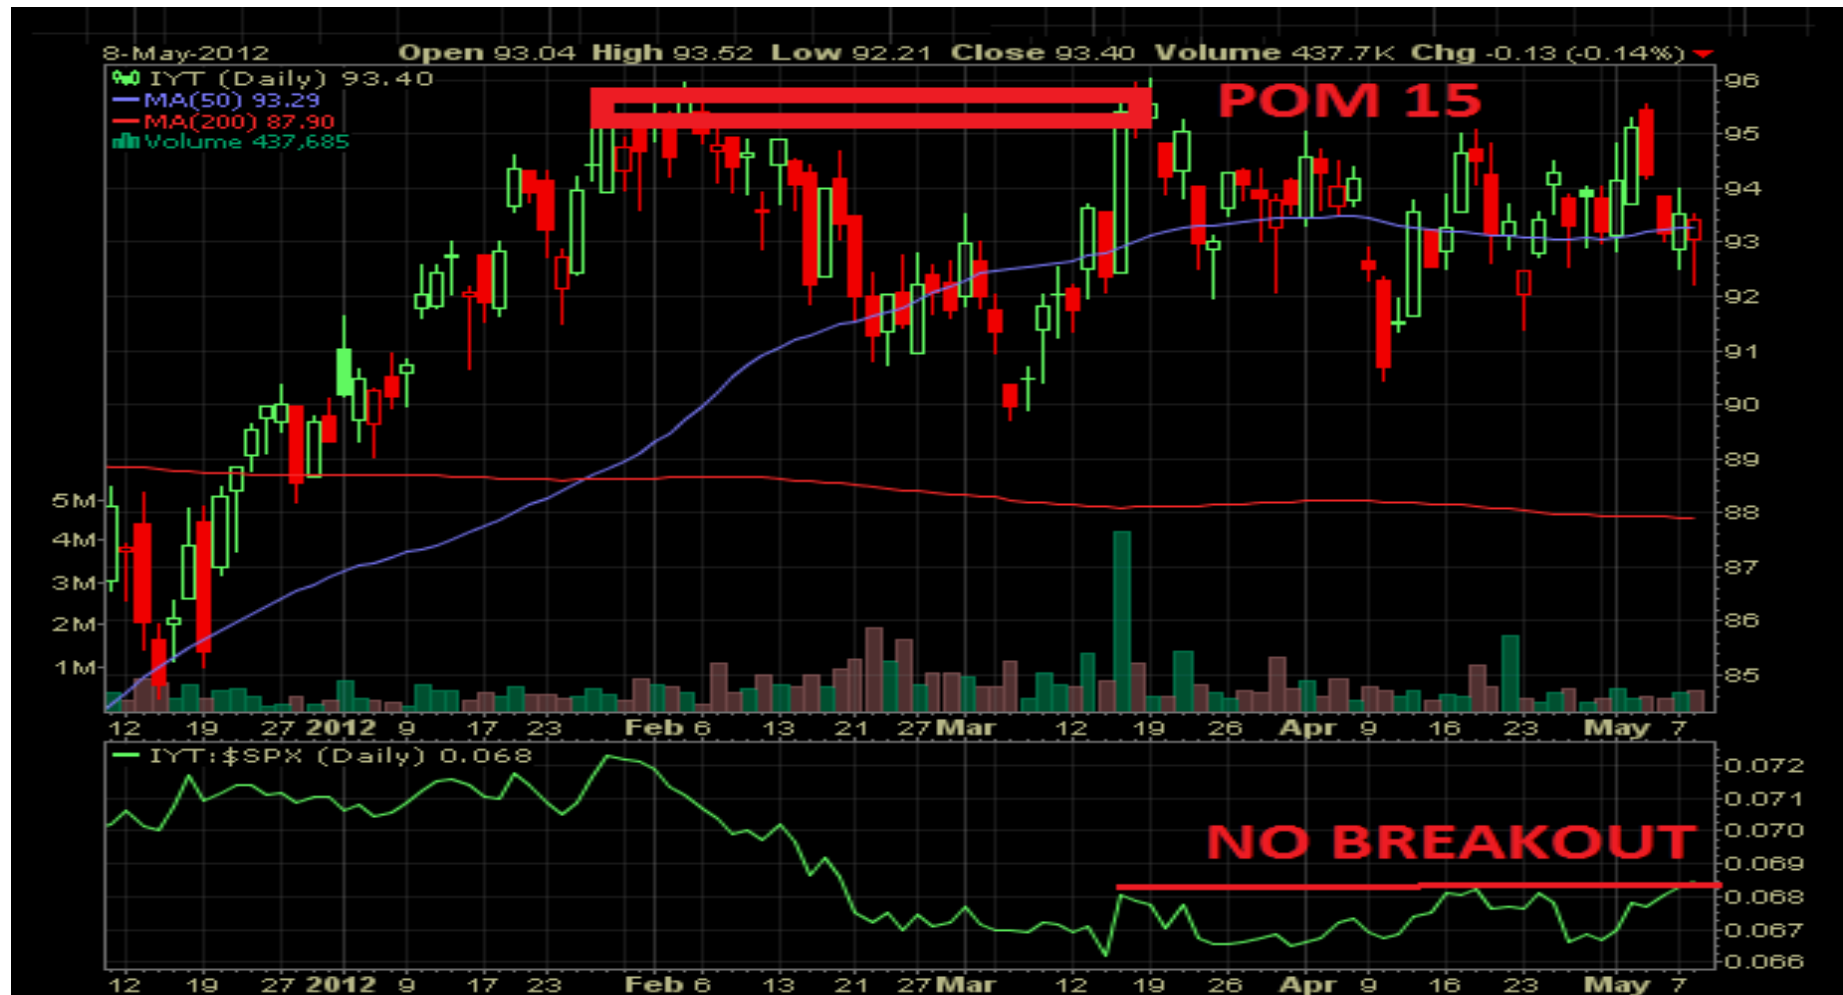 8-May-2012 Open 93.04 High 93.52 Low 92.21 Close 93.40 Volume 437.7K Chg -0.13 (-0.14%)
IYT (Daily) 93.40
MA(50) 93.29
MA(200) 87.90
Volume 437,685
POM 15
96
95
94
93
92
91
90
89
88
87
86
85
5M
4M
3M
2M
1M
12 19 27 2012 9 17 23 Feb 6 13 21 27 Mar 12 19 26 Apr 9 16 23 May 7
IYT:$SPX (Daily) 0.068
NO BREAKOUT
0.072
0.071
0.070
0.069
0.068
0.067
0.066
12 19 27 2012 9 17 23 Feb 6 13 21 27 Mar 12 19 26 Apr 9 16 23 May 7